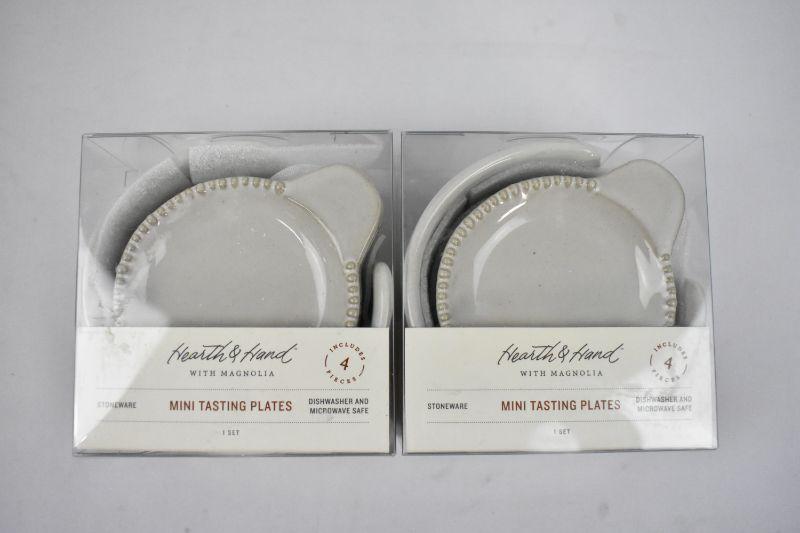 Hearth & Hand
WITH MAGNOLIA
INCLUDES
4
PIECES
STONEWARE
MINI TASTING PLATES
DISHWASHER AND
MICROWAVE SAFE
1 SET
Hearth & Hand
WITH MAGNOLIA
INCLUDES
4
PIECES
STONEWARE
MINI TASTING PLATES
DISHWASHER AND
MICROWAVE SAFE
1 SET